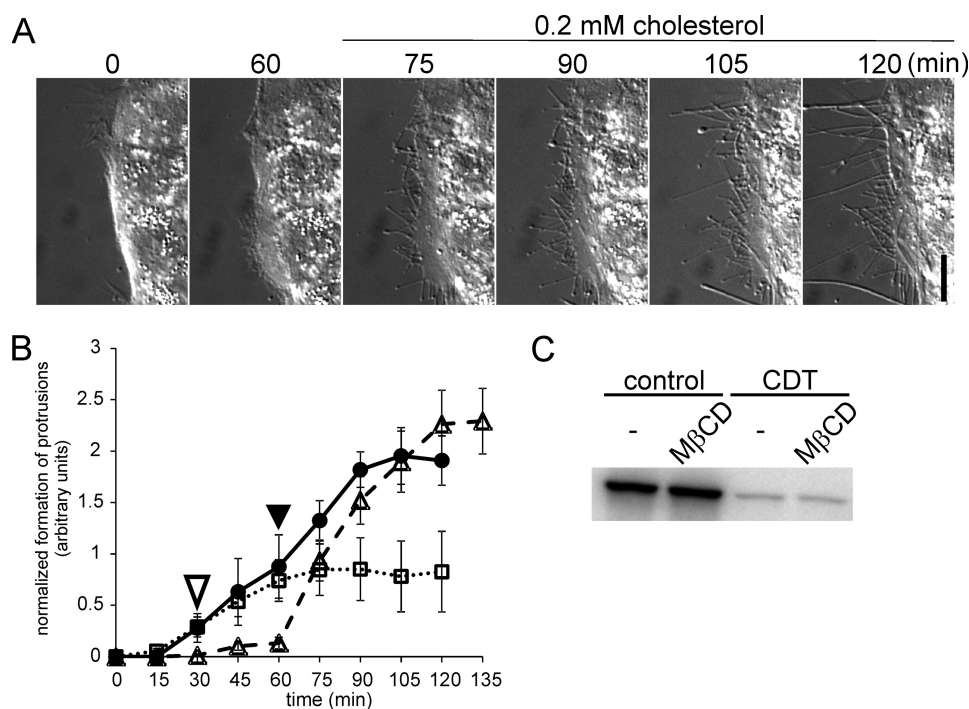 A
0.2 mM cholesterol
0 60 75 90 105 120 (min)
B
normalized formation of protrusions
(arbitrary units)
3
2.5
2
1.5
1
0.5
0
0 15 30 45 60 75 90 105 120 135
time (min)
C
control CDT
- MβCD - MβCD